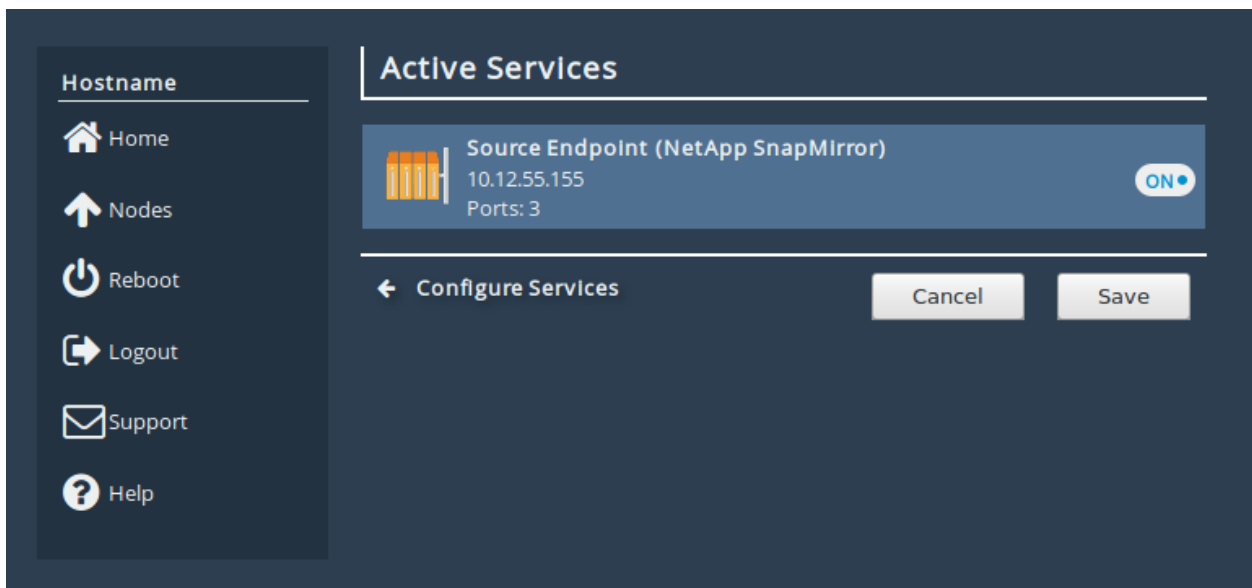 Hostname
Home
Nodes
Reboot
Logout
Support
Help
Active Services
Source Endpoint (NetApp SnapMirror)
10.12.55.155
Ports: 3
ON
Configure Services
Cancel
Save